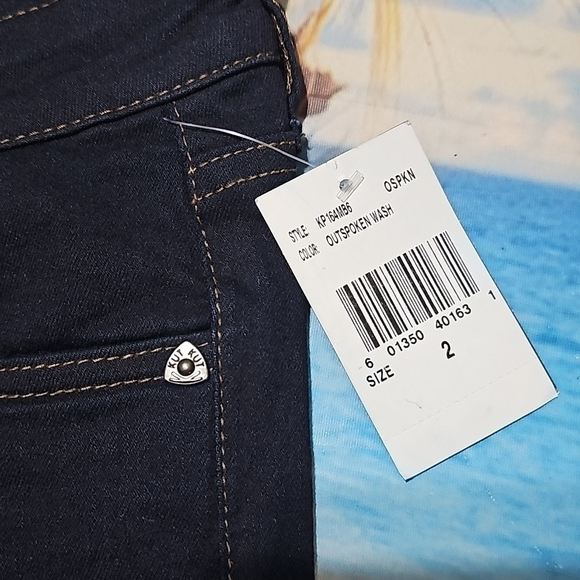 OSPKN
STYLE: KP164MB6
COLOR: OUTSPOKEN WASH
6 01350 40163 1
SIZE 2
KUT KUT